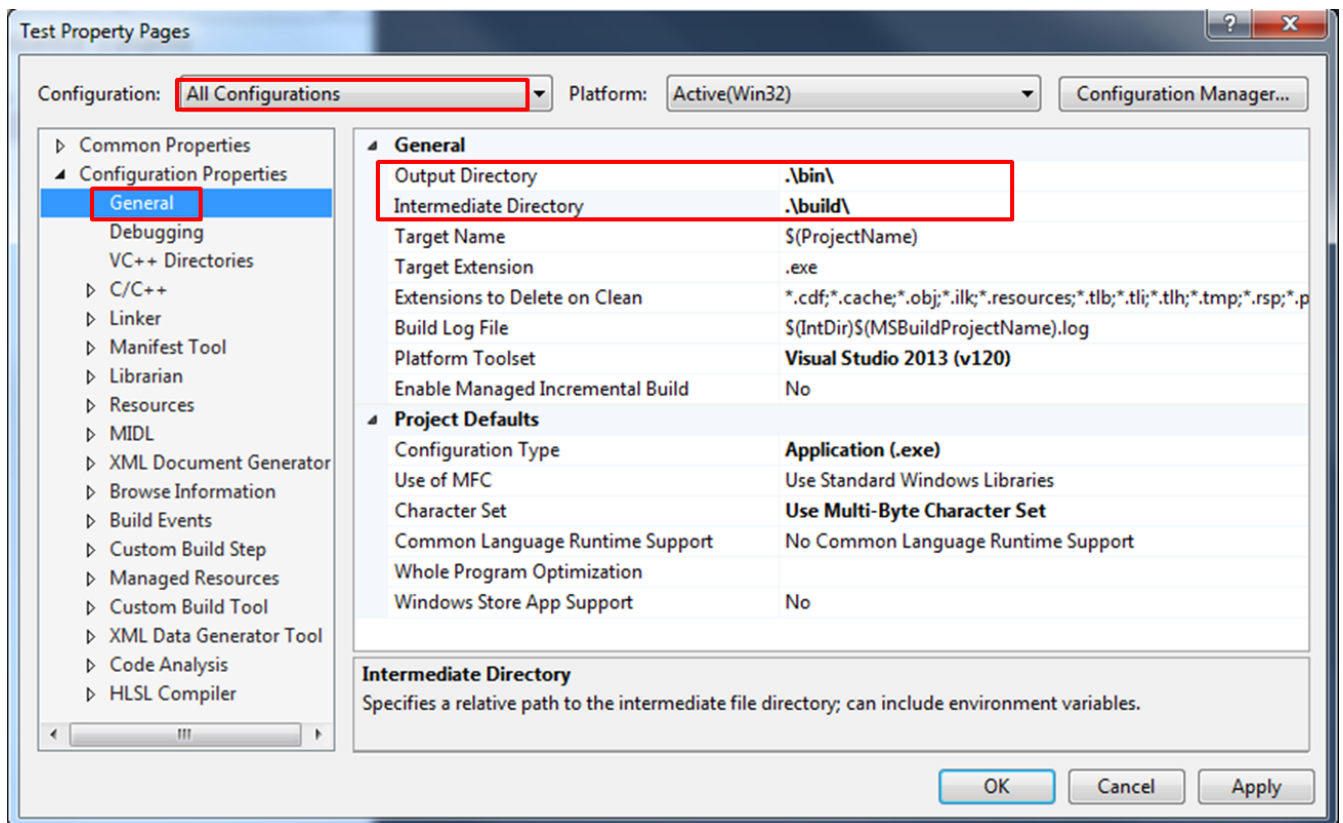 Test Property Pages
Configuration: All Configurations Platform: Active(Win32) Configuration Manager...
Common Properties
Configuration Properties
General
Debugging
VC++ Directories
C/C++
Linker
Manifest Tool
Librarian
Resources
MIDL
XML Document Generator
Browse Information
Build Events
Custom Build Step
Managed Resources
Custom Build Tool
XML Data Generator Tool
Code Analysis
HLSL Compiler
General
Output Directory .\bin\
Intermediate Directory .\build\
Target Name $(ProjectName)
Target Extension .exe
Extensions to Delete on Clean *.cdf;*.cache;*.obj;*.ilk;*.resources;*.tlb;*.tli;*.tlh;*.tmp;*.rsp;*.p
Build Log File $(IntDir)$(MSBuildProjectName).log
Platform Toolset Visual Studio 2013 (v120)
Enable Managed Incremental Build No
Project Defaults
Configuration Type Application (.exe)
Use of MFC Use Standard Windows Libraries
Character Set Use Multi-Byte Character Set
Common Language Runtime Support No Common Language Runtime Support
Whole Program Optimization
Windows Store App Support No
Intermediate Directory
Specifies a relative path to the intermediate file directory; can include environment variables.
OK Cancel Apply